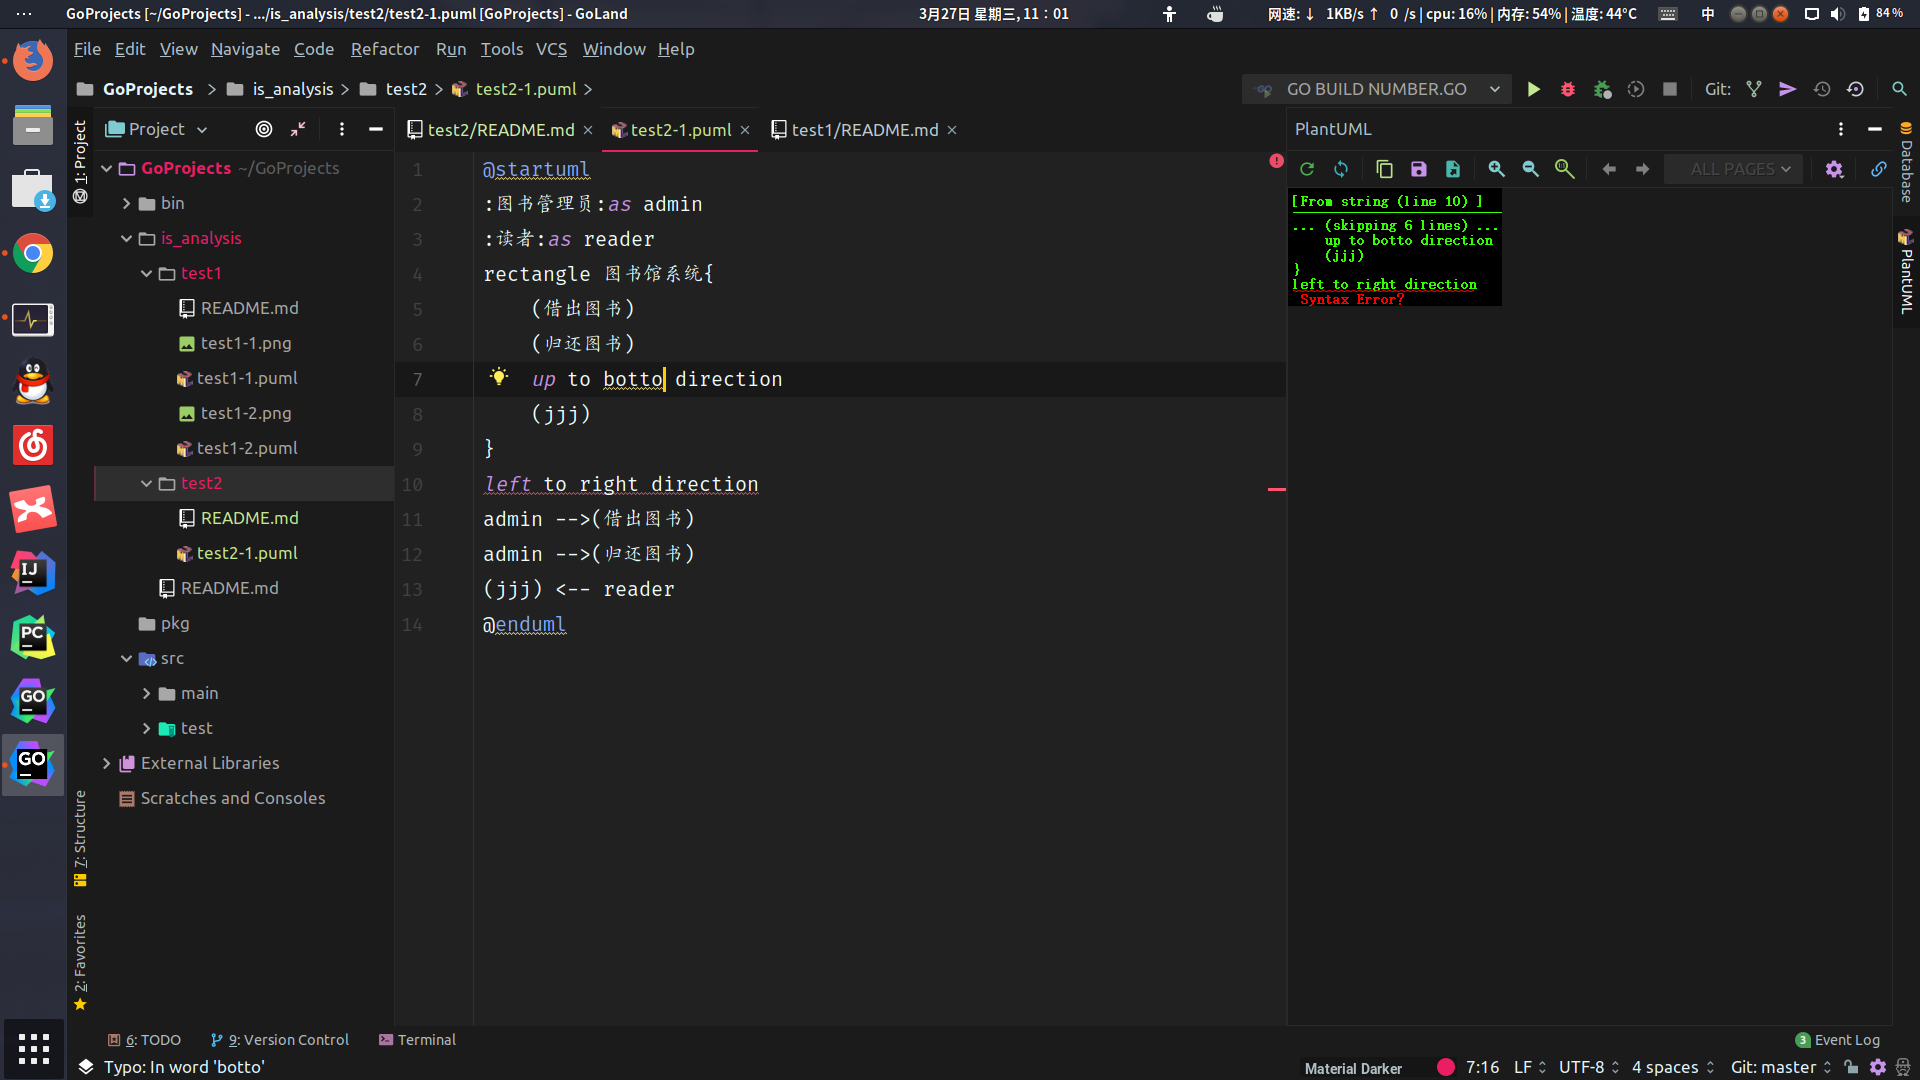 GoProjects [~/GoProjects] - .../is_analysis/test2/test2-1.puml [GoProjects] - GoLand
3月27日 星期三, 11∶01
网速: ↓ 1KB/s ↑ 0 /s | cpu: 16% | 内存: 54% | 温度: 44°C
中
84 %
File Edit View Navigate Code Refactor Run Tools VCS Window Help
GoProjects is_analysis test2 test2-1.puml
GO BUILD NUMBER.GO
Git:
1: Project
Project
test2/README.md
test2-1.puml
test1/README.md
PlantUML
ALL PAGES
GoProjects ~/GoProjects
bin
is_analysis
test1
README.md
test1-1.png
test1-1.puml
test1-2.png
test1-2.puml
test2
README.md
test2-1.puml
README.md
pkg
src
main
test
External Libraries
Scratches and Consoles
1 @startuml
2 :图书管理员:as admin
3 :读者:as reader
4 rectangle 图书馆系统{
5 (借出图书)
6 (归还图书)
7 up to botto direction
8 (jjj)
9 }
10 left to right direction
11 admin -->(借出图书)
12 admin -->(归还图书)
13 (jjj) <-- reader
14 @enduml
[From string (line 10) ]
... (skipping 6 lines) ...
up to botto direction
(jjj)
}
left to right direction
Syntax Error?
Database
PlantUML
7: Structure
2: Favorites
IJ
PC
GO
GO
6: TODO
9: Version Control
Terminal
3 Event Log
Typo: In word 'botto'
Material Darker
7:16 LF UTF-8 4 spaces Git: master